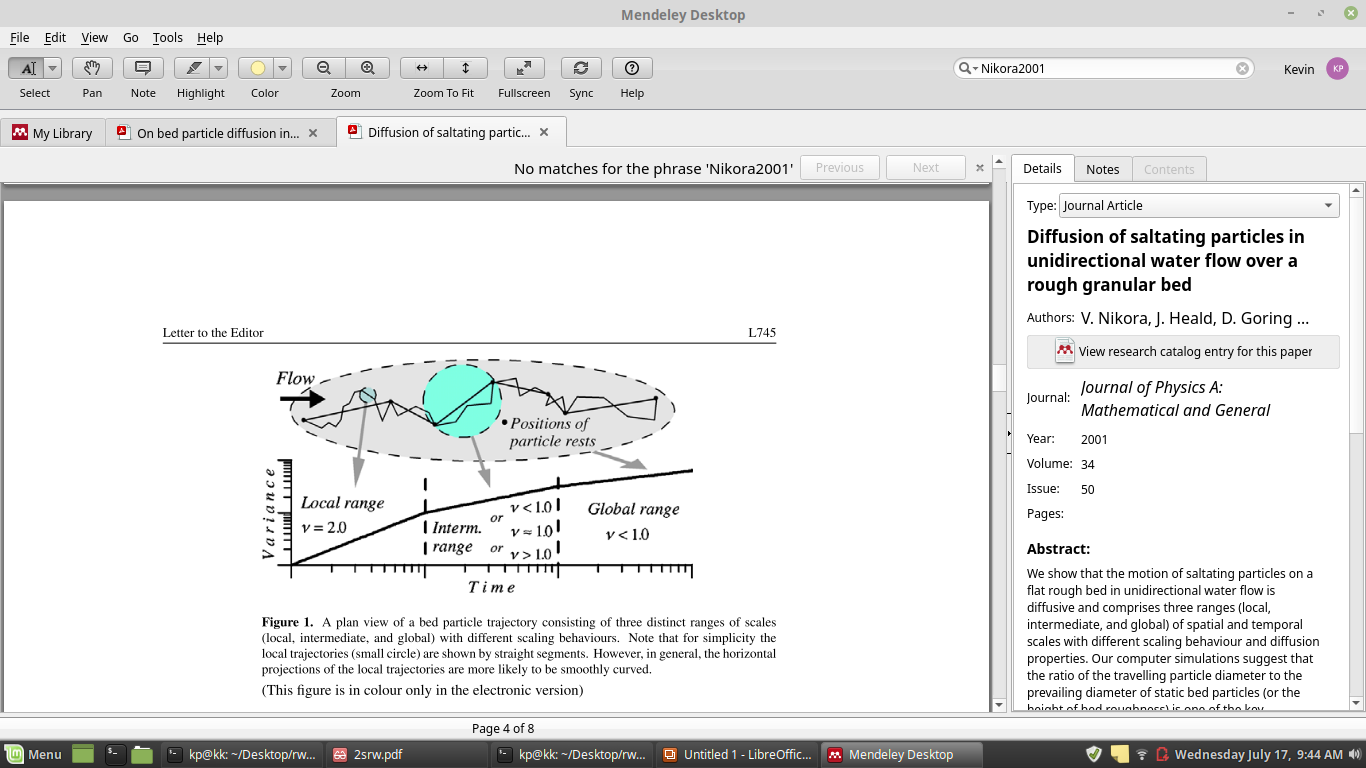 Mendeley Desktop
File Edit View Go Tools Help
Nikora2001
Kevin KP
Select Pan Note Highlight Color Zoom Zoom To Fit Fullscreen Sync Help
My Library On bed particle diffusion in... Diffusion of saltating partic...
No matches for the phrase 'Nikora2001' Previous Next
Letter to the Editor L745
Flow
Positions of
particle rests
Variance
Local range
ν = 2.0
Interm.
range
or
or
ν < 1.0
ν ≈ 1.0
ν > 1.0
Global range
ν < 1.0
Time
Figure 1. A plan view of a bed particle trajectory consisting of three distinct ranges of scales
(local, intermediate, and global) with different scaling behaviours. Note that for simplicity the
local trajectories (small circle) are shown by straight segments. However, in general, the horizontal
projections of the local trajectories are more likely to be smoothly curved.
(This figure is in colour only in the electronic version)
Page 4 of 8
Details Notes Contents
Type: Journal Article
Diffusion of saltating particles in
unidirectional water flow over a
rough granular bed
Authors: V. Nikora, J. Heald, D. Goring ...
View research catalog entry for this paper
Journal: Journal of Physics A:
Mathematical and General
Year: 2001
Volume: 34
Issue: 50
Pages:
Abstract:
We show that the motion of saltating particles on a
flat rough bed in unidirectional water flow is
diffusive and comprises three ranges (local,
intermediate, and global) of spatial and temporal
scales with different scaling behaviour and diffusion
properties. Our computer simulations suggest that
the ratio of the travelling particle diameter to the
prevailing diameter of static bed particles (or the
height of bed roughness) is one of the key
Menu kp@kk: ~/Desktop/rw... 2srw.pdf kp@kk: ~/Desktop/rw... Untitled 1 - LibreOffic... Mendeley Desktop Wednesday July 17, 9:44 AM